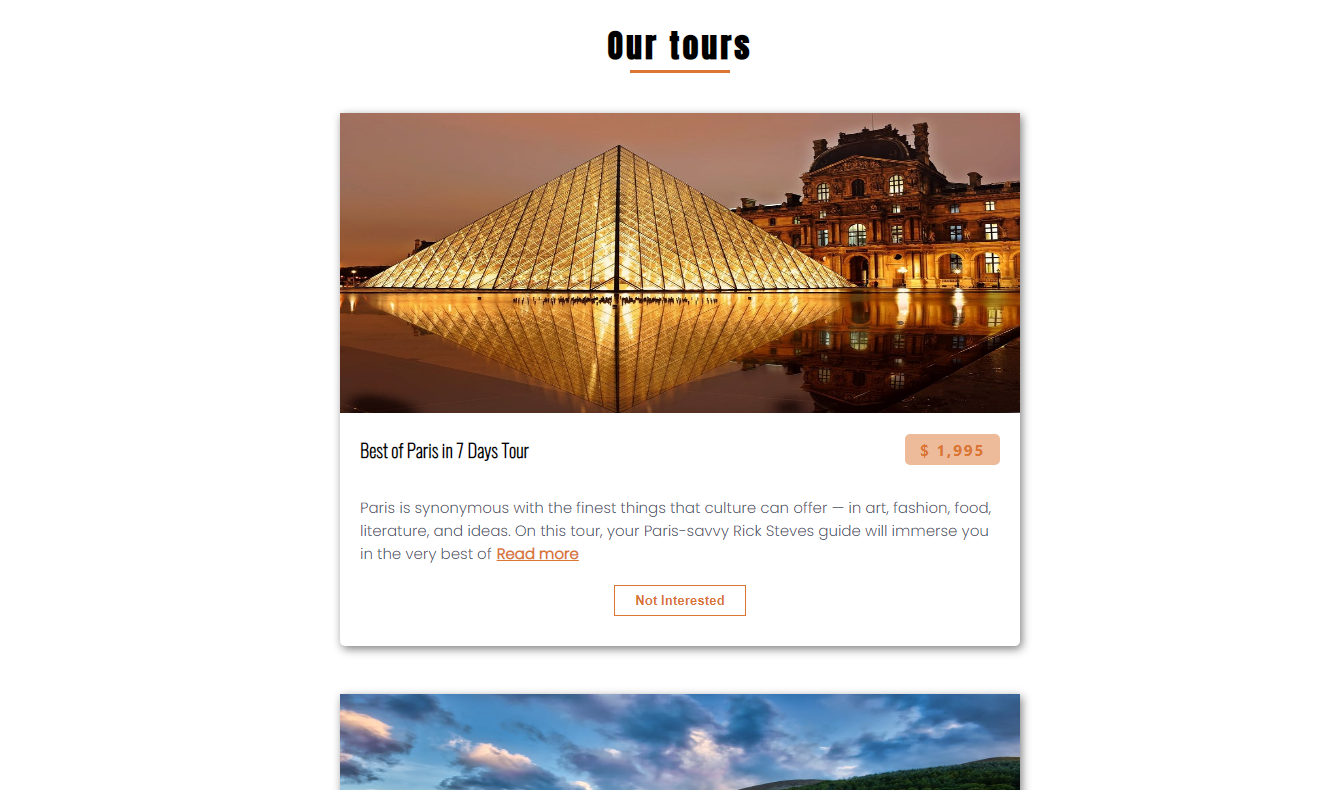 Our tours
Best of Paris in 7 Days Tour
$ 1,995
Paris is synonymous with the finest things that culture can offer — in art, fashion, food,
literature, and ideas. On this tour, your Paris-savvy Rick Steves guide will immerse you
in the very best of Read more
Not Interested